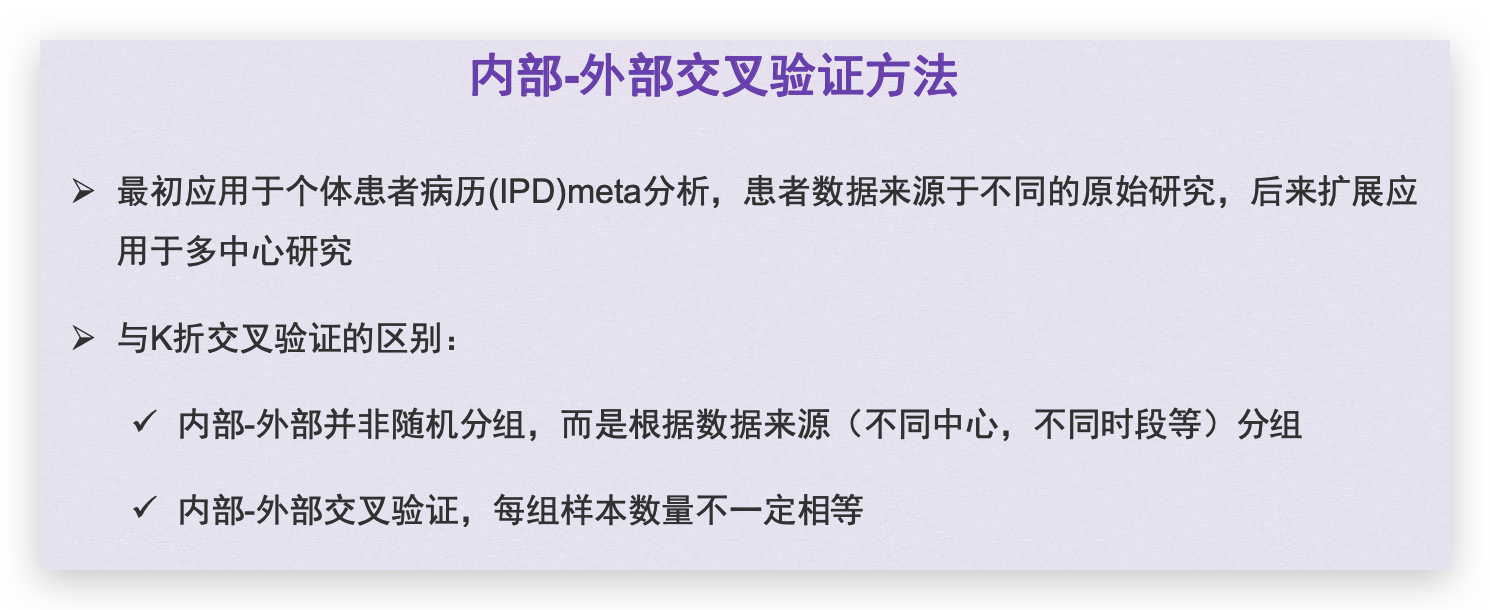 内部-外部交叉验证方法
➢ 最初应用于个体患者病历(IPD)meta分析，患者数据来源于不同的原始研究，后来扩展应
用于多中心研究
➢ 与K折交叉验证的区别：
✓ 内部-外部并非随机分组，而是根据数据来源（不同中心，不同时段等）分组
✓ 内部-外部交叉验证，每组样本数量不一定相等